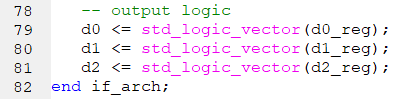 78 -- output logic
79 d0 <= std_logic_vector(d0_reg);
80 d1 <= std_logic_vector(d1_reg);
81 d2 <= std_logic_vector(d2_reg);
82 end if_arch;